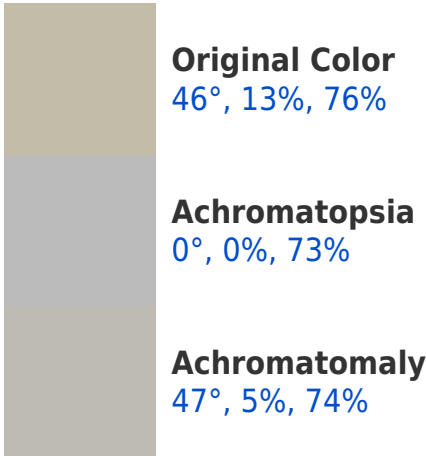 Original Color
46°, 13%, 76%
Achromatopsia
0°, 0%, 73%
Achromatomaly
47°, 5%, 74%